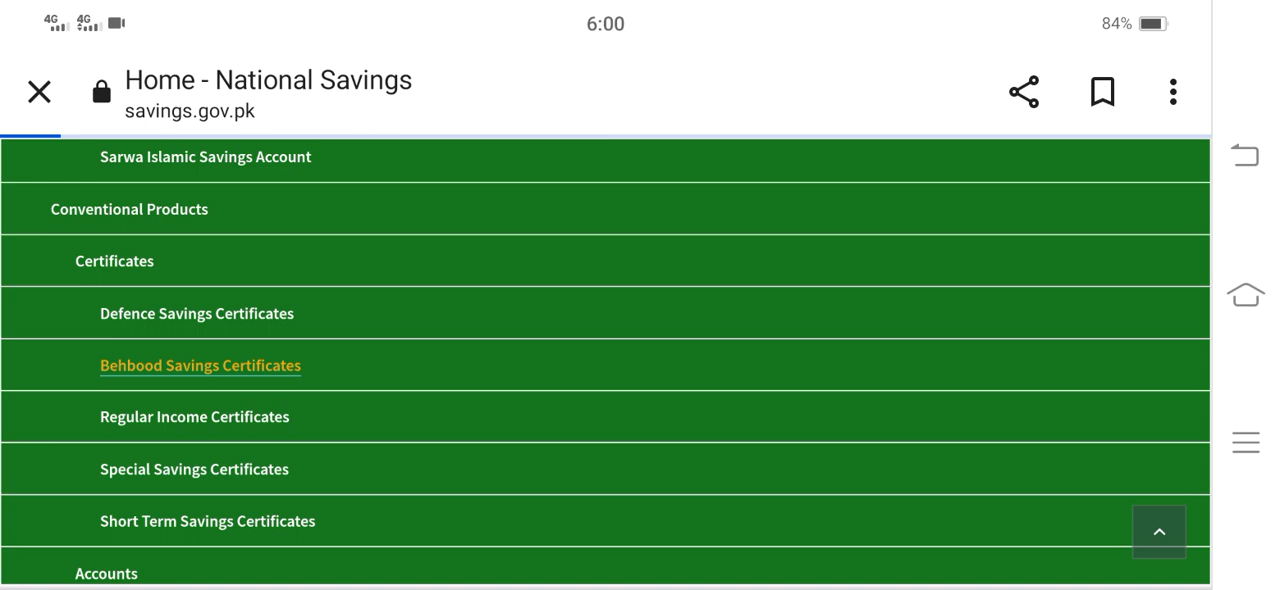 4G 4G 6:00 84%
Home - National Savings
savings.gov.pk
Sarwa Islamic Savings Account
Conventional Products
Certificates
Defence Savings Certificates
Behbood Savings Certificates
Regular Income Certificates
Special Savings Certificates
Short Term Savings Certificates
Accounts